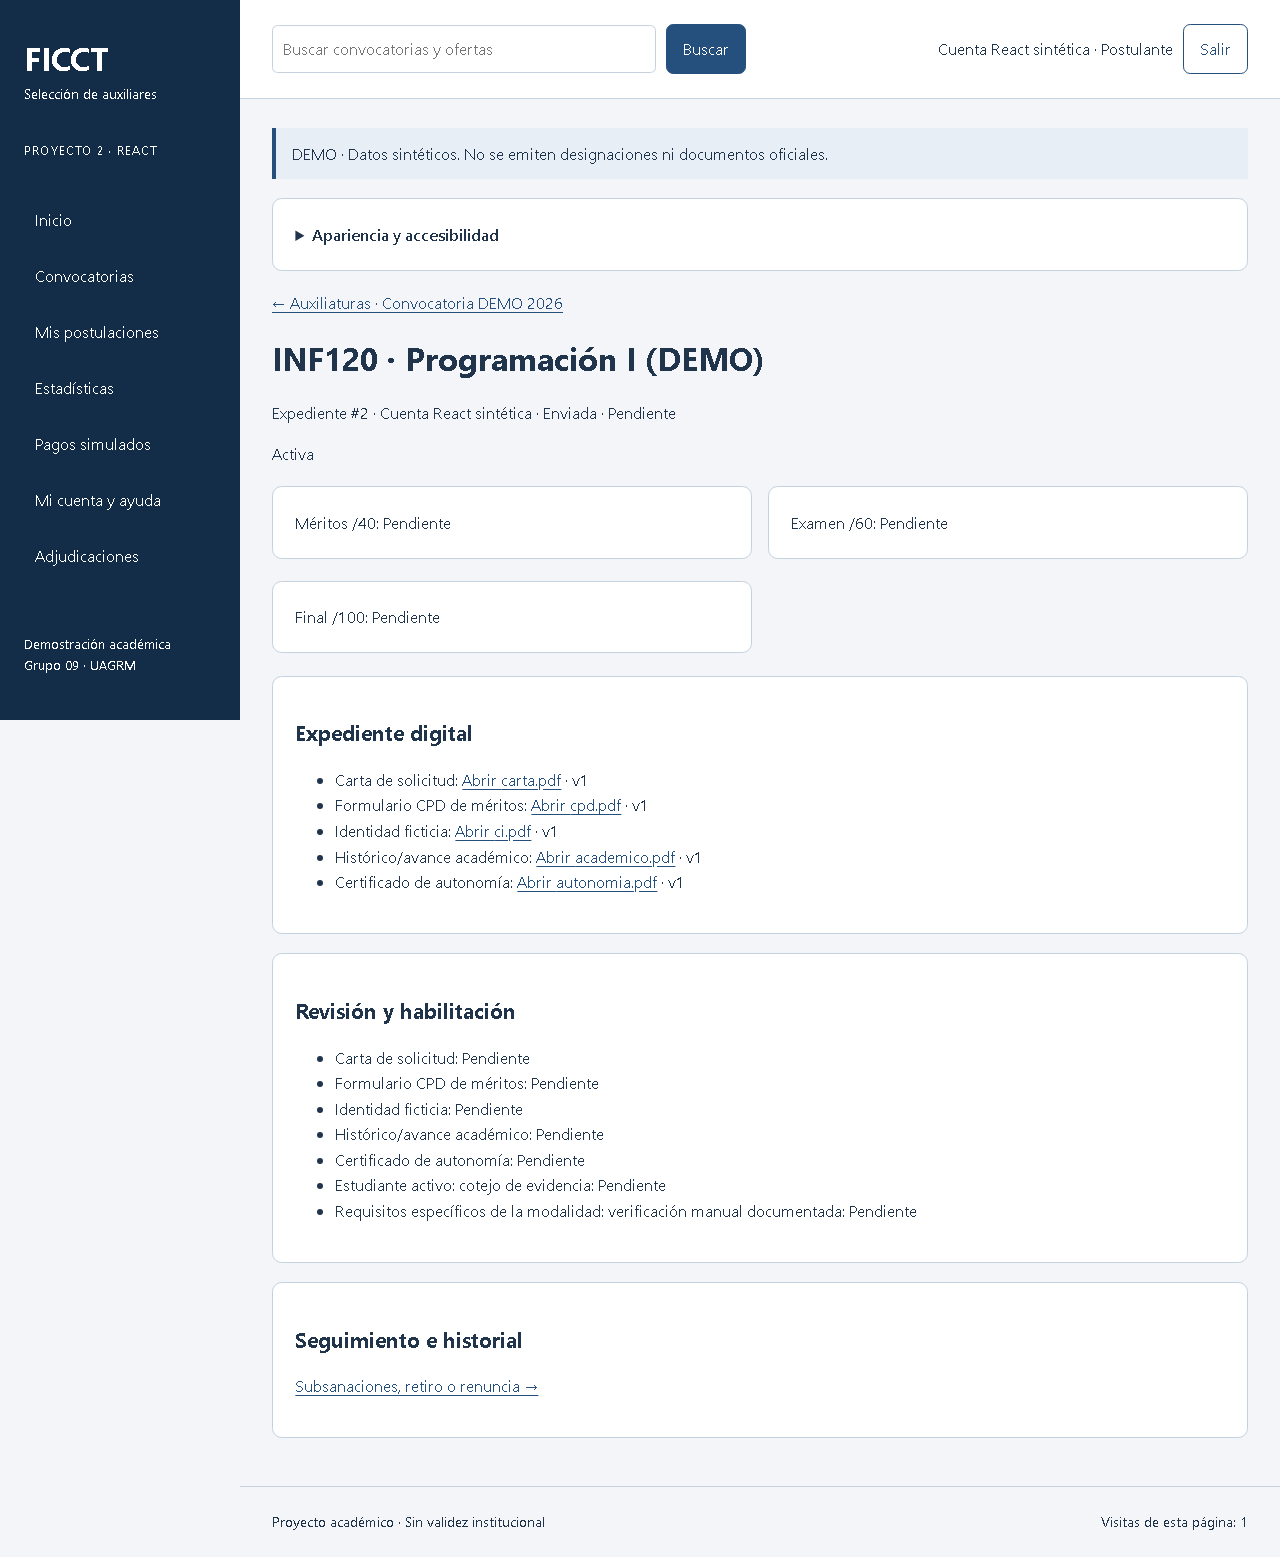 FICCT
Selección de auxiliares
PROYECTO 2 · REACT
Inicio
Convocatorias
Mis postulaciones
Estadísticas
Pagos simulados
Mi cuenta y ayuda
Adjudicaciones
Demostración académica
Grupo 09 · UAGRM
Buscar convocatorias y ofertas
Buscar
Cuenta React sintética · Postulante
Salir
DEMO · Datos sintéticos. No se emiten designaciones ni documentos oficiales.
▶ Apariencia y accesibilidad
← Auxiliaturas · Convocatoria DEMO 2026
INF120 · Programación I (DEMO)
Expediente #2 · Cuenta React sintética · Enviada · Pendiente
Activa
Méritos /40: Pendiente
Examen /60: Pendiente
Final /100: Pendiente
Expediente digital
• Carta de solicitud: Abrir carta.pdf · v1
• Formulario CPD de méritos: Abrir cpd.pdf · v1
• Identidad ficticia: Abrir ci.pdf · v1
• Histórico/avance académico: Abrir academico.pdf · v1
• Certificado de autonomía: Abrir autonomia.pdf · v1
Revisión y habilitación
• Carta de solicitud: Pendiente
• Formulario CPD de méritos: Pendiente
• Identidad ficticia: Pendiente
• Histórico/avance académico: Pendiente
• Certificado de autonomía: Pendiente
• Estudiante activo: cotejo de evidencia: Pendiente
• Requisitos específicos de la modalidad: verificación manual documentada: Pendiente
Seguimiento e historial
Subsanaciones, retiro o renuncia →
Proyecto académico · Sin validez institucional
Visitas de esta página: 1